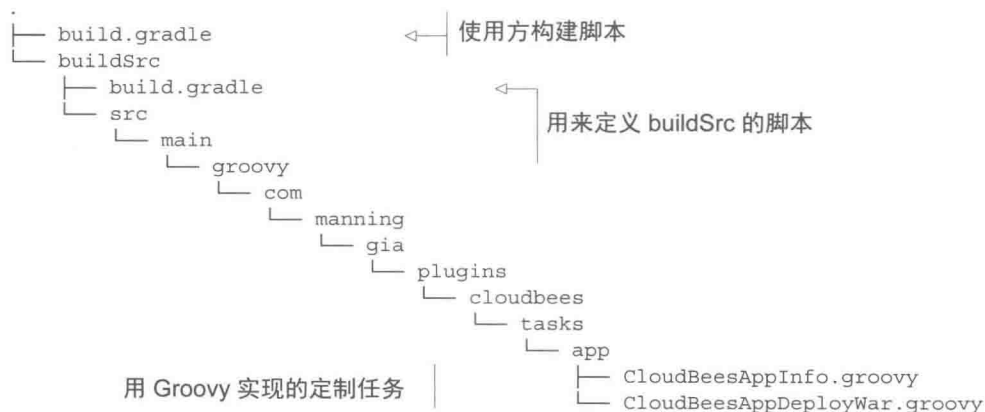 .
├── build.gradle 使用方构建脚本
└── buildSrc
├── build.gradle
└── src
用来定义 buildSrc 的脚本
└── main
└── groovy
└── com
└── manning
└── gia
└── plugins
└── cloudbees
└── tasks
└── app
用 Groovy 实现的定制任务
├── CloudBeesAppInfo.groovy
└── CloudBeesAppDeployWar.groovy